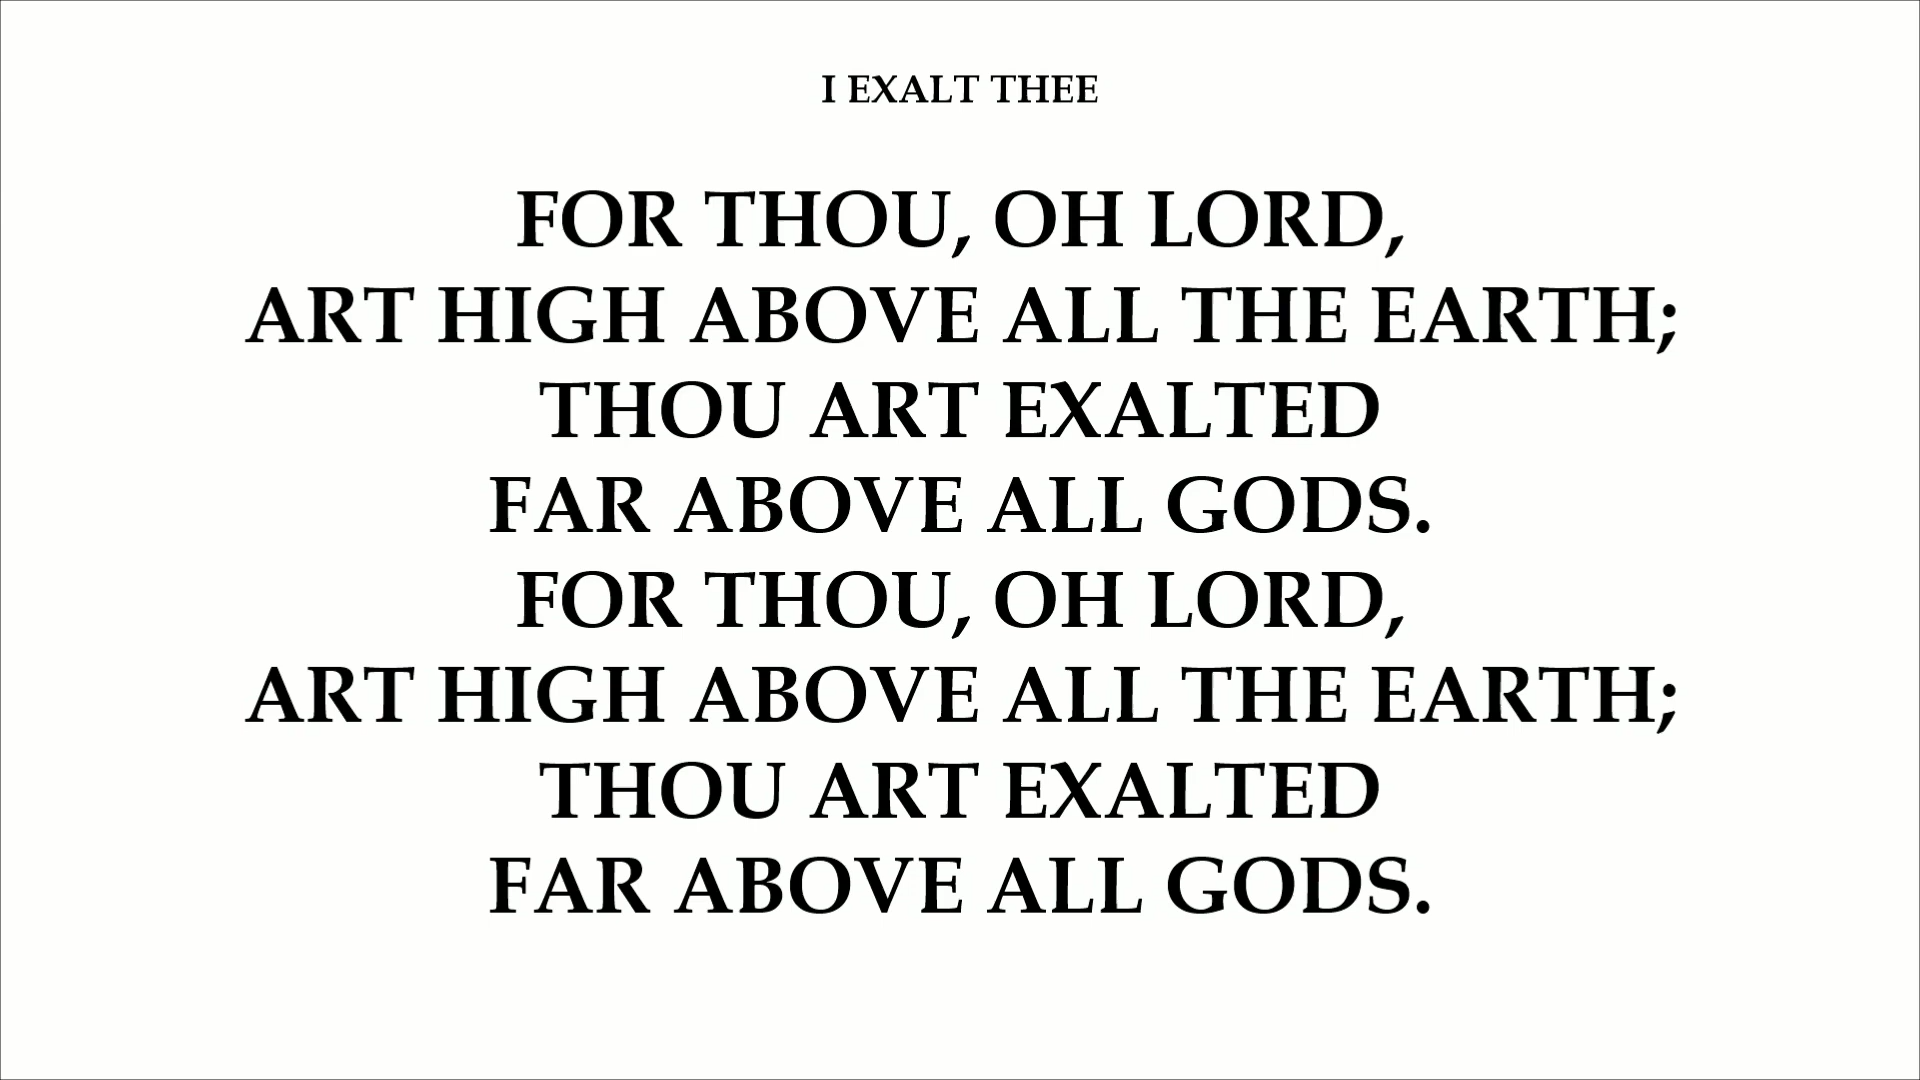 I EXALT THEE
FOR THOU, OH LORD,
ART HIGH ABOVE ALL THE EARTH;
THOU ART EXALTED
FAR ABOVE ALL GODS.
FOR THOU, OH LORD,
ART HIGH ABOVE ALL THE EARTH;
THOU ART EXALTED
FAR ABOVE ALL GODS.